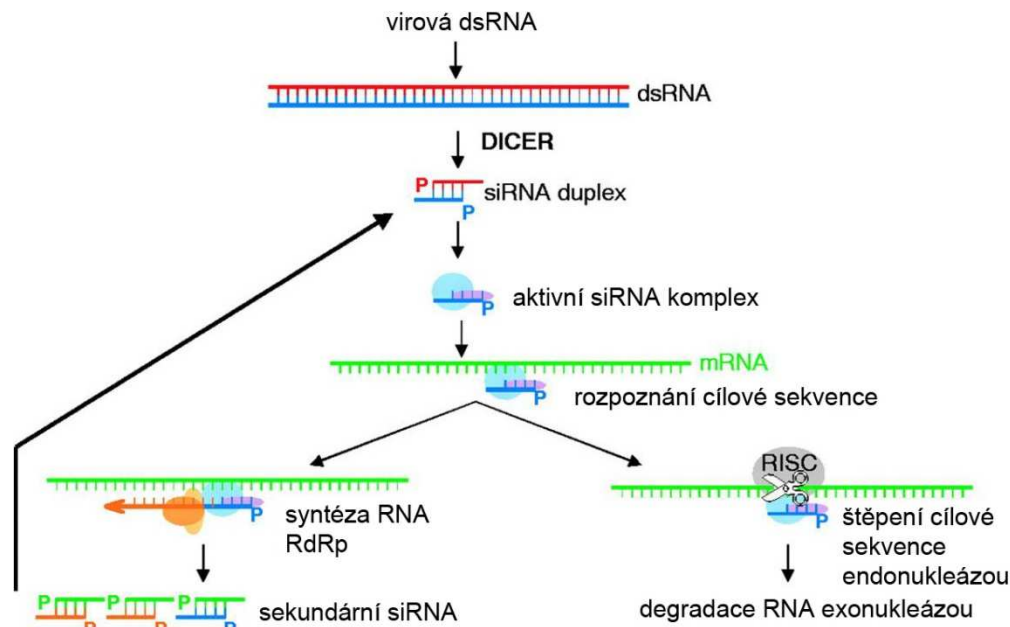 virová dsRNA
dsRNA
DICER
P
siRNA duplex
P
aktivní siRNA komplex
P
mRNA
P
rozpoznání cílové sekvence
RISC
P
syntéza RNA
RdRp
P
štěpení cílové
sekvence
endonukleázou
P P P
sekundární siRNA
P P P
degradace RNA exonukleázou